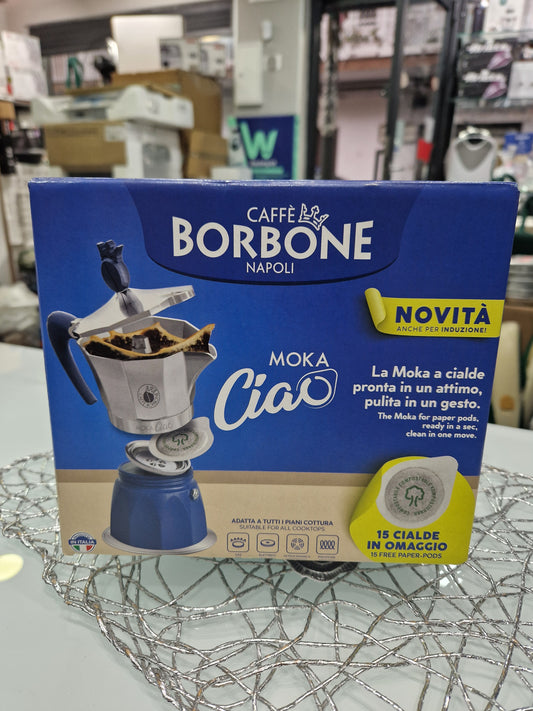 CAFFÈ
BORBONE
NAPOLI
NOVITÀ
ANCHE PER INDUZIONE!
MOKA
Ciao
La Moka a cialde
pronta in un attimo,
pulita in un gesto.
The Moka for paper pods,
ready in a sec,
clean in one move.
ADATTA A TUTTI I PIANI COTTURA
SUITABLE FOR ALL COOKTOPS
15 CIALDE
IN OMAGGIO
15 FREE PAPER-PODS
IN ITALIA
W